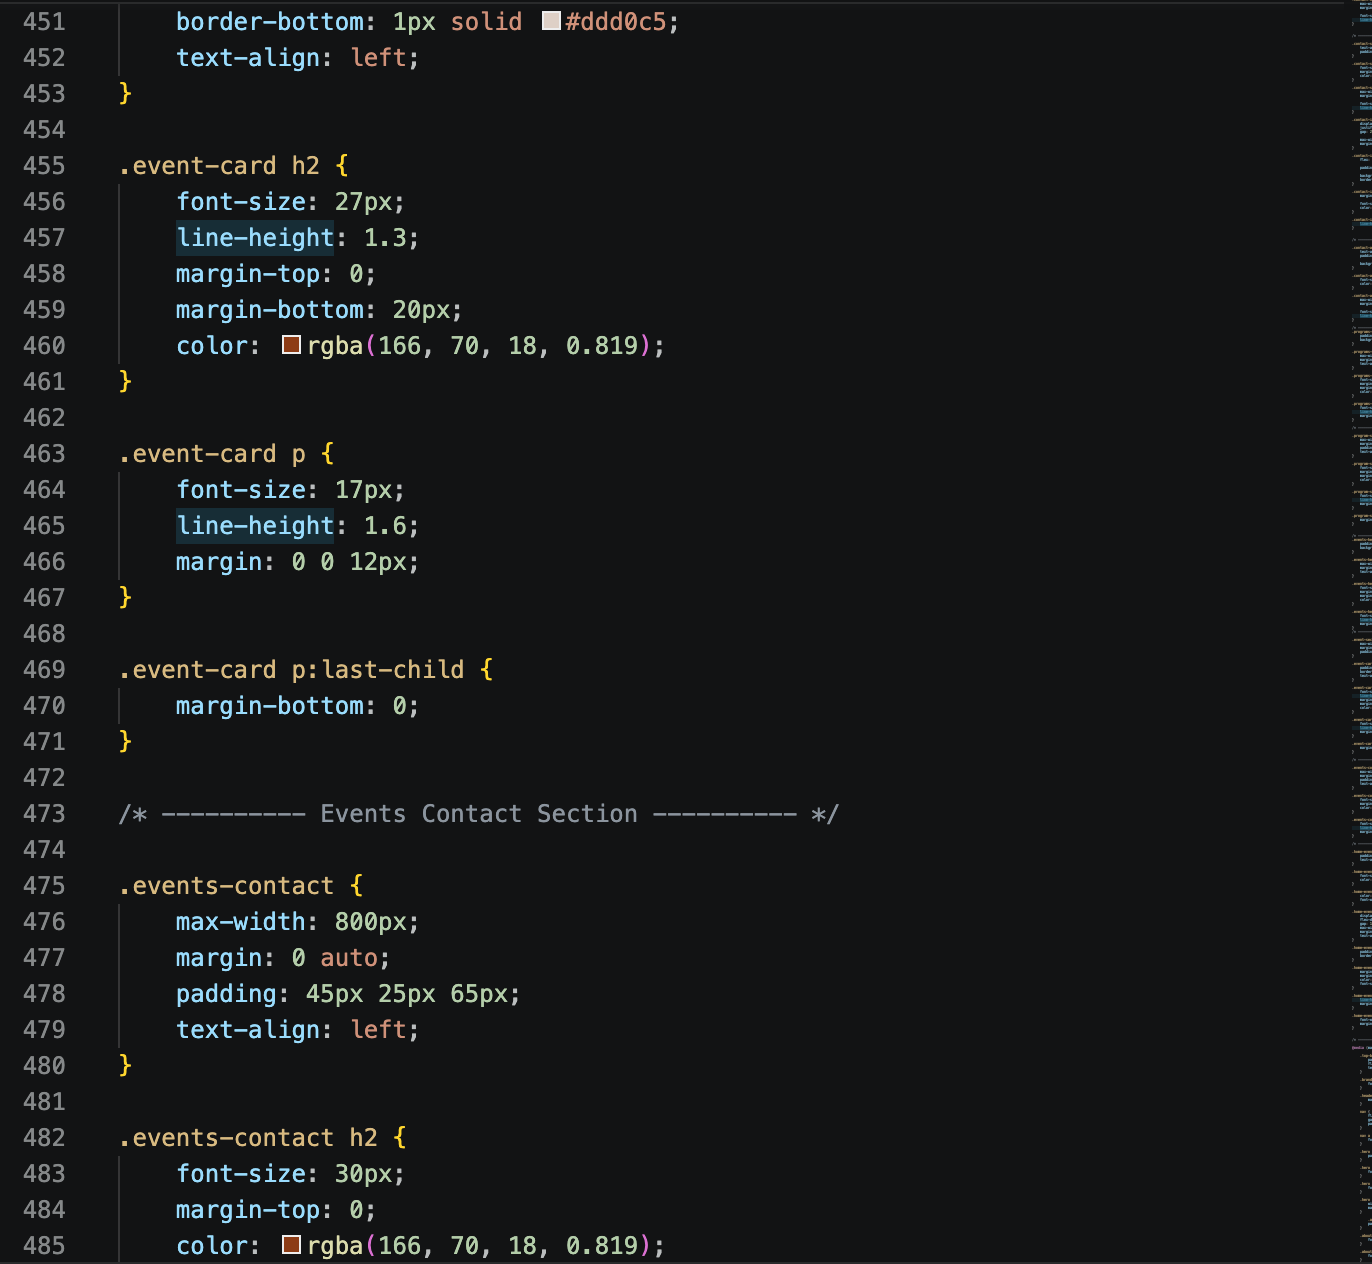 451 border-bottom: 1px solid #ddd0c5;
452 text-align: left;
453 }
454
455 .event-card h2 {
456 font-size: 27px;
457 line-height: 1.3;
458 margin-top: 0;
459 margin-bottom: 20px;
460 color: rgba(166, 70, 18, 0.819);
461 }
462
463 .event-card p {
464 font-size: 17px;
465 line-height: 1.6;
466 margin: 0 0 12px;
467 }
468
469 .event-card p:last-child {
470 margin-bottom: 0;
471 }
472
473 /* ---------- Events Contact Section ---------- */
474
475 .events-contact {
476 max-width: 800px;
477 margin: 0 auto;
478 padding: 45px 25px 65px;
479 text-align: left;
480 }
481
482 .events-contact h2 {
483 font-size: 30px;
484 margin-top: 0;
485 color: rgba(166, 70, 18, 0.819);